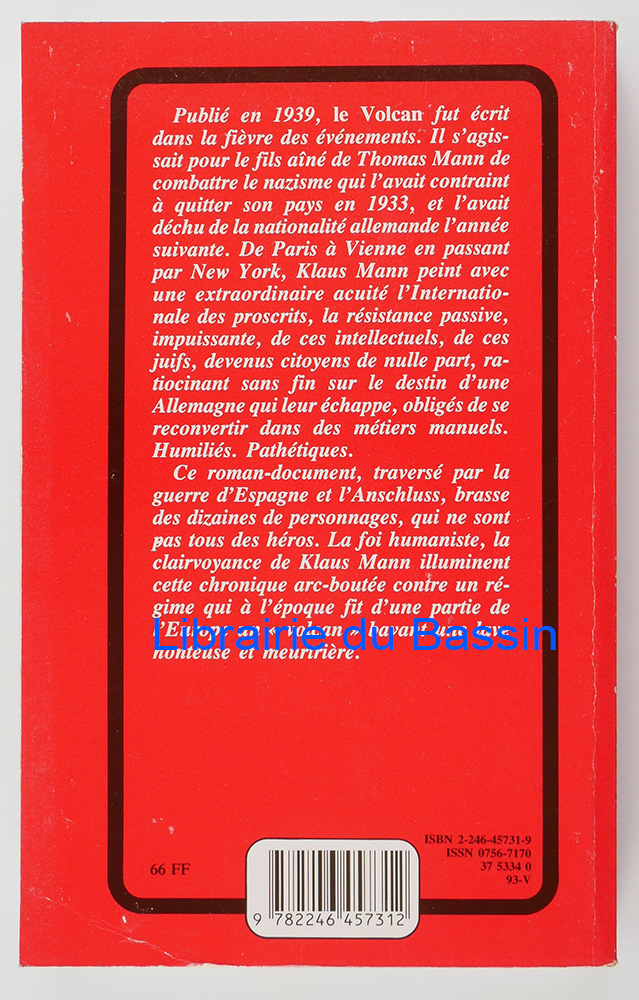 Publié en 1939, le Volcan fut écrit
dans la fièvre des événements. Il s'agis-
sait pour le fils aîné de Thomas Mann de
combattre le nazisme qui l'avait contraint
à quitter son pays en 1933, et l'avait
déchu de la nationalité allemande l'année
suivante. De Paris à Vienne en passant
par New York, Klaus Mann peint avec
une extraordinaire acuité l'Internatio-
nale des proscrits, la résistance passive,
impuissante, de ces intellectuels, de ces
juifs, devenus citoyens de nulle part, ra-
tiocinant sans fin sur le destin d'une
Allemagne qui leur échappe, obligés de se
reconvertir dans des métiers manuels.
Humiliés. Pathétiques.
Ce roman-document, traversé par la
guerre d'Espagne et l'Anschluss, brasse
des dizaines de personnages, qui ne sont
pas tous des héros. La foi humaniste, la
clairvoyance de Klaus Mann illuminent
cette chronique arc-boutée contre un ré-
gime qui à l'époque fit d'une partie de
l'Europe « volcan » bavant une lave
honteuse et meurtrière.
Librairie du Bassin
66 FF
ISBN 2-246-45731-9
ISSN 0756-7170
37 5334 0
93-V
9 782246 457312